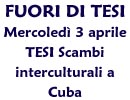 FUORI DI TESI
Mercoledì 3 aprile
TESI Scambi
interculturali a
Cuba